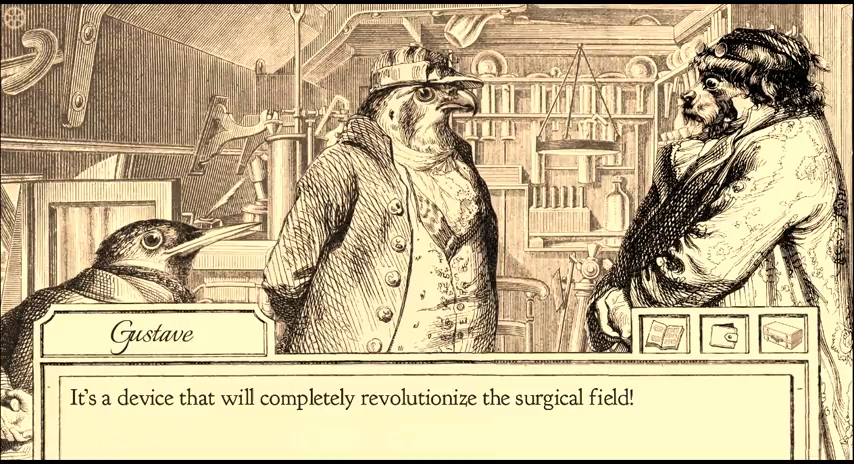 Gustave
It's a device that will completely revolutionize the surgical field!